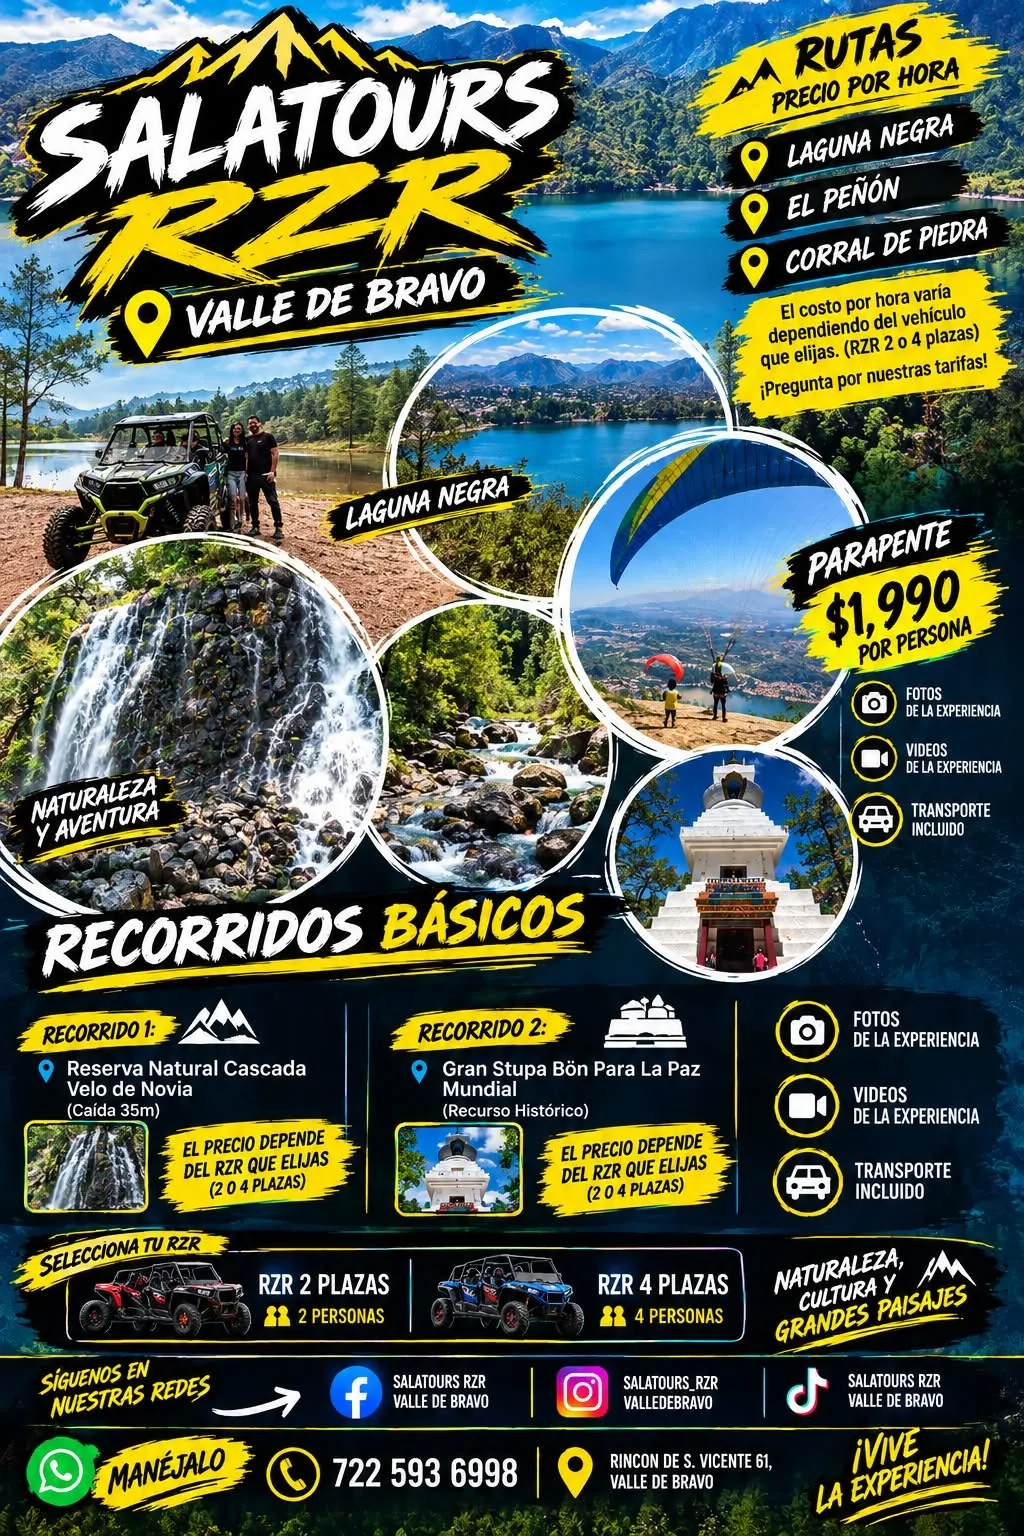 SALATOURS
RZR
VALLE DE BRAVO
RUTAS
PRECIO POR HORA
LAGUNA NEGRA
EL PEÑÓN
CORRAL DE PIEDRA
El costo por hora varía
dependiendo del vehículo
que elijas. (RZR 2 o 4 plazas)
¡Pregunta por nuestras tarifas!
LAGUNA NEGRA
PARAPENTE
$1,990
POR PERSONA
FOTOS
DE LA EXPERIENCIA
VIDEOS
DE LA EXPERIENCIA
TRANSPORTE
INCLUIDO
NATURALEZA
Y AVENTURA
RECORRIDOS BÁSICOS
RECORRIDO 1:
Reserva Natural Cascada
Velo de Novia
(Caída 35m)
EL PRECIO DEPENDE
DEL RZR QUE ELIJAS
(2 O 4 PLAZAS)
RECORRIDO 2:
Gran Stupa Bön Para La Paz
Mundial
(Recurso Histórico)
EL PRECIO DEPENDE
DEL RZR QUE ELIJAS
(2 O 4 PLAZAS)
FOTOS
DE LA EXPERIENCIA
VIDEOS
DE LA EXPERIENCIA
TRANSPORTE
INCLUIDO
SELECCIONA TU RZR
RZR 2 PLAZAS
2 PERSONAS
RZR 4 PLAZAS
4 PERSONAS
NATURALEZA,
CULTURA Y
GRANDES PAISAJES
SÍGUENOS EN
NUESTRAS REDES
SALATOURS RZR
VALLE DE BRAVO
SALATOURS_RZR
VALLEDEBRAVO
SALATOURS RZR
VALLE DE BRAVO
MANÉJALO
722 593 6998
RINCON DE S. VICENTE 61,
VALLE DE BRAVO
¡VIVE
LA EXPERIENCIA!